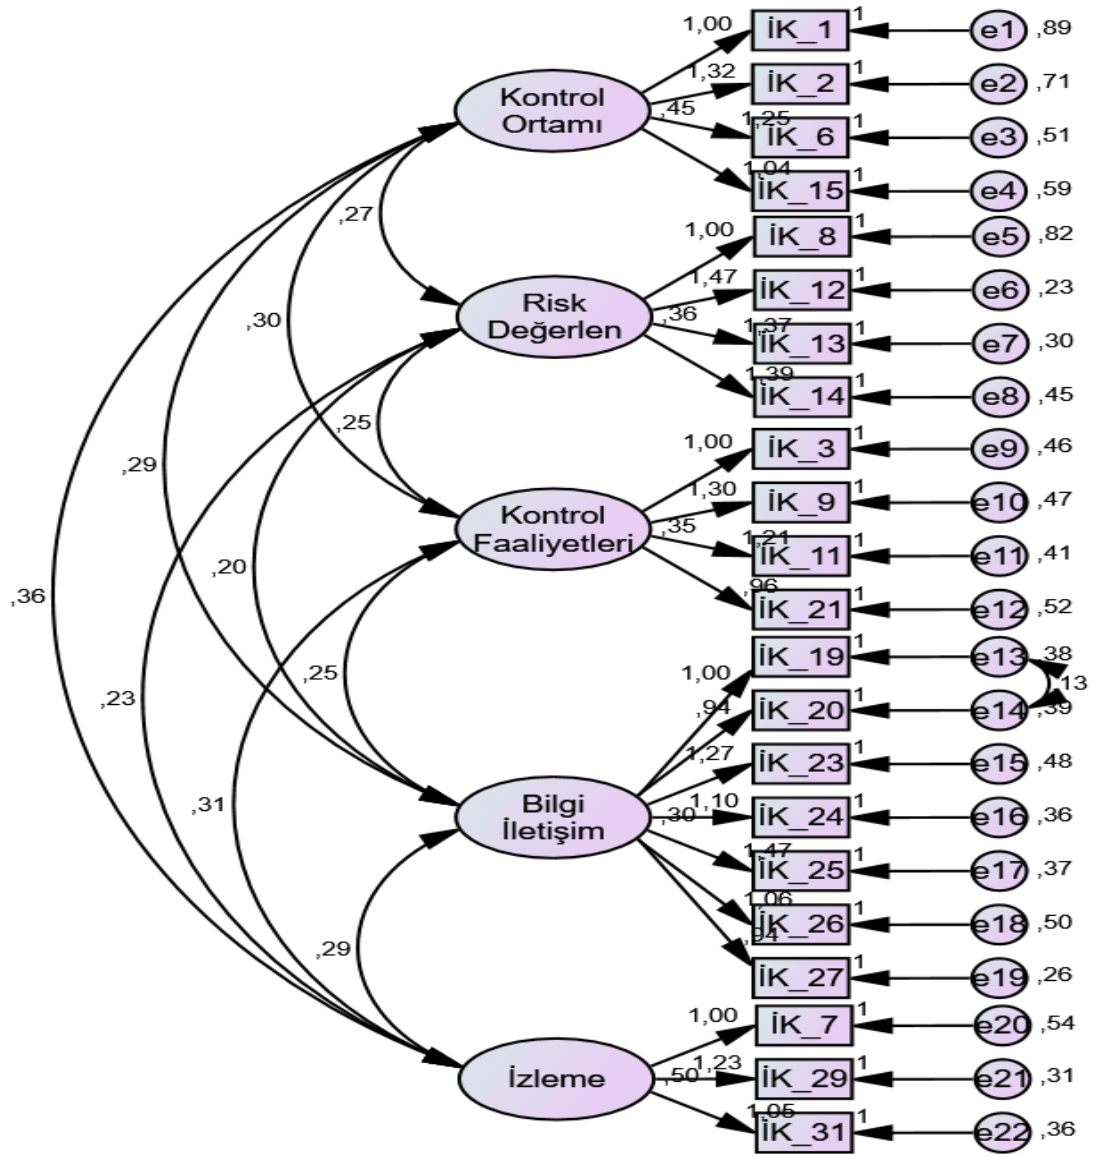 1,00
İK_1
1
e1
,89
Kontrol
Ortamı
,45
1,32
İK_2
1
e2
,71
1,25
İK_6
1
e3
,51
1,04
İK_15
1
e4
,59
,27
1,00
İK_8
1
e5
,82
Risk
Değerlen
,36
1,47
İK_12
1
e6
,23
,30
1,37
İK_13
1
e7
,30
1,39
İK_14
1
e8
,45
,25
1,00
İK_3
1
e9
,46
,29
Kontrol
Faaliyetleri
,35
1,30
İK_9
1
e10
,47
1,21
İK_11
1
e11
,41
,96
İK_21
1
e12
,52
,20
,36
1,00
İK_19
1
e13
,38
,13
,25
,94
İK_20
1
e14
,39
,23
1,27
İK_23
1
e15
,48
,31
Bilgi
İletişim
,30
1,10
İK_24
1
e16
,36
1,47
İK_25
1
e17
,37
1,06
İK_26
1
e18
,50
,29
,94
İK_27
1
e19
,26
1,00
İK_7
1
e20
,54
İzleme
,50
1,23
İK_29
1
e21
,31
1,05
İK_31
1
e22
,36